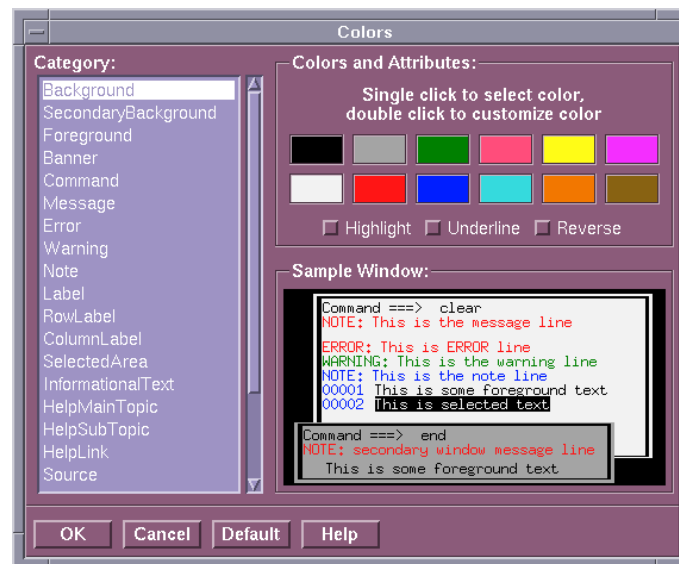 Colors
Category:
Background
SecondaryBackground
Foreground
Banner
Command
Message
Error
Warning
Note
Label
RowLabel
ColumnLabel
SelectedArea
InformationalText
HelpMainTopic
HelpSubTopic
HelpLink
Source
Colors and Attributes:
Single click to select color,
double click to customize color
Highlight Underline Reverse
Sample Window:
Command ===> clear
NOTE: This is the message line
ERROR: This is ERROR line
WARNING: This is the warning line
NOTE: This is the note line
00001 This is some foreground text
00002 This is selected text
Command ===> end
NOTE: secondary window message line
This is some foreground text
OK Cancel Default Help